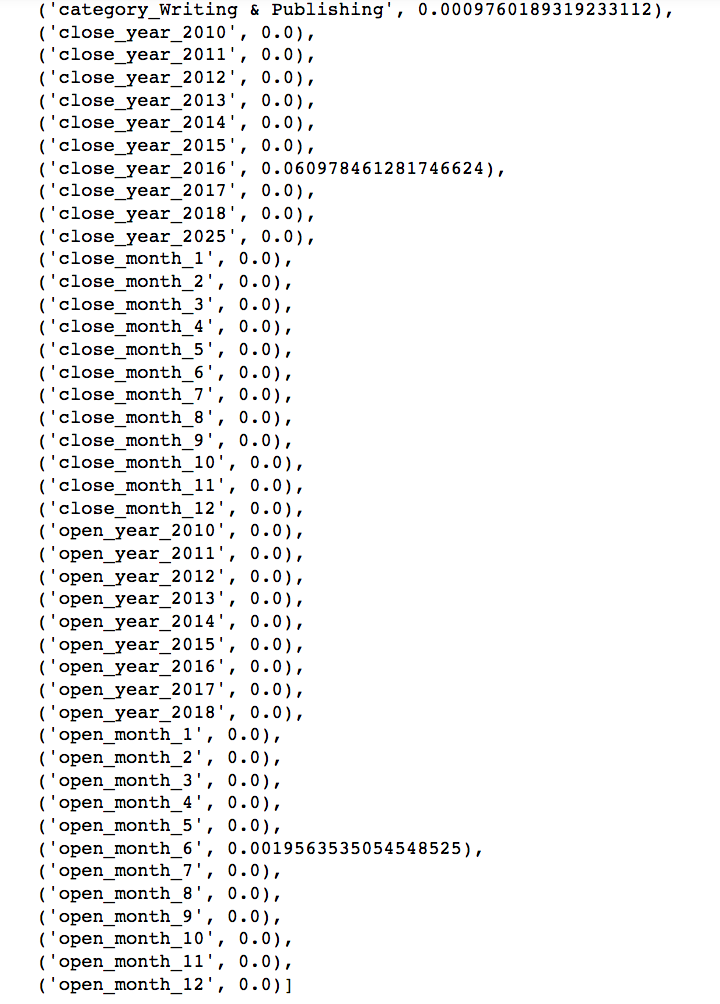 ('category_Writing & Publishing', 0.0009760189319233112),
('close_year_2010', 0.0),
('close_year_2011', 0.0),
('close_year_2012', 0.0),
('close_year_2013', 0.0),
('close_year_2014', 0.0),
('close_year_2015', 0.0),
('close_year_2016', 0.060978461281746624),
('close_year_2017', 0.0),
('close_year_2018', 0.0),
('close_year_2025', 0.0),
('close_month_1', 0.0),
('close_month_2', 0.0),
('close_month_3', 0.0),
('close_month_4', 0.0),
('close_month_5', 0.0),
('close_month_6', 0.0),
('close_month_7', 0.0),
('close_month_8', 0.0),
('close_month_9', 0.0),
('close_month_10', 0.0),
('close_month_11', 0.0),
('close_month_12', 0.0),
('open_year_2010', 0.0),
('open_year_2011', 0.0),
('open_year_2012', 0.0),
('open_year_2013', 0.0),
('open_year_2014', 0.0),
('open_year_2015', 0.0),
('open_year_2016', 0.0),
('open_year_2017', 0.0),
('open_year_2018', 0.0),
('open_month_1', 0.0),
('open_month_2', 0.0),
('open_month_3', 0.0),
('open_month_4', 0.0),
('open_month_5', 0.0),
('open_month_6', 0.0019563535054548525),
('open_month_7', 0.0),
('open_month_8', 0.0),
('open_month_9', 0.0),
('open_month_10', 0.0),
('open_month_11', 0.0),
('open_month_12', 0.0)]